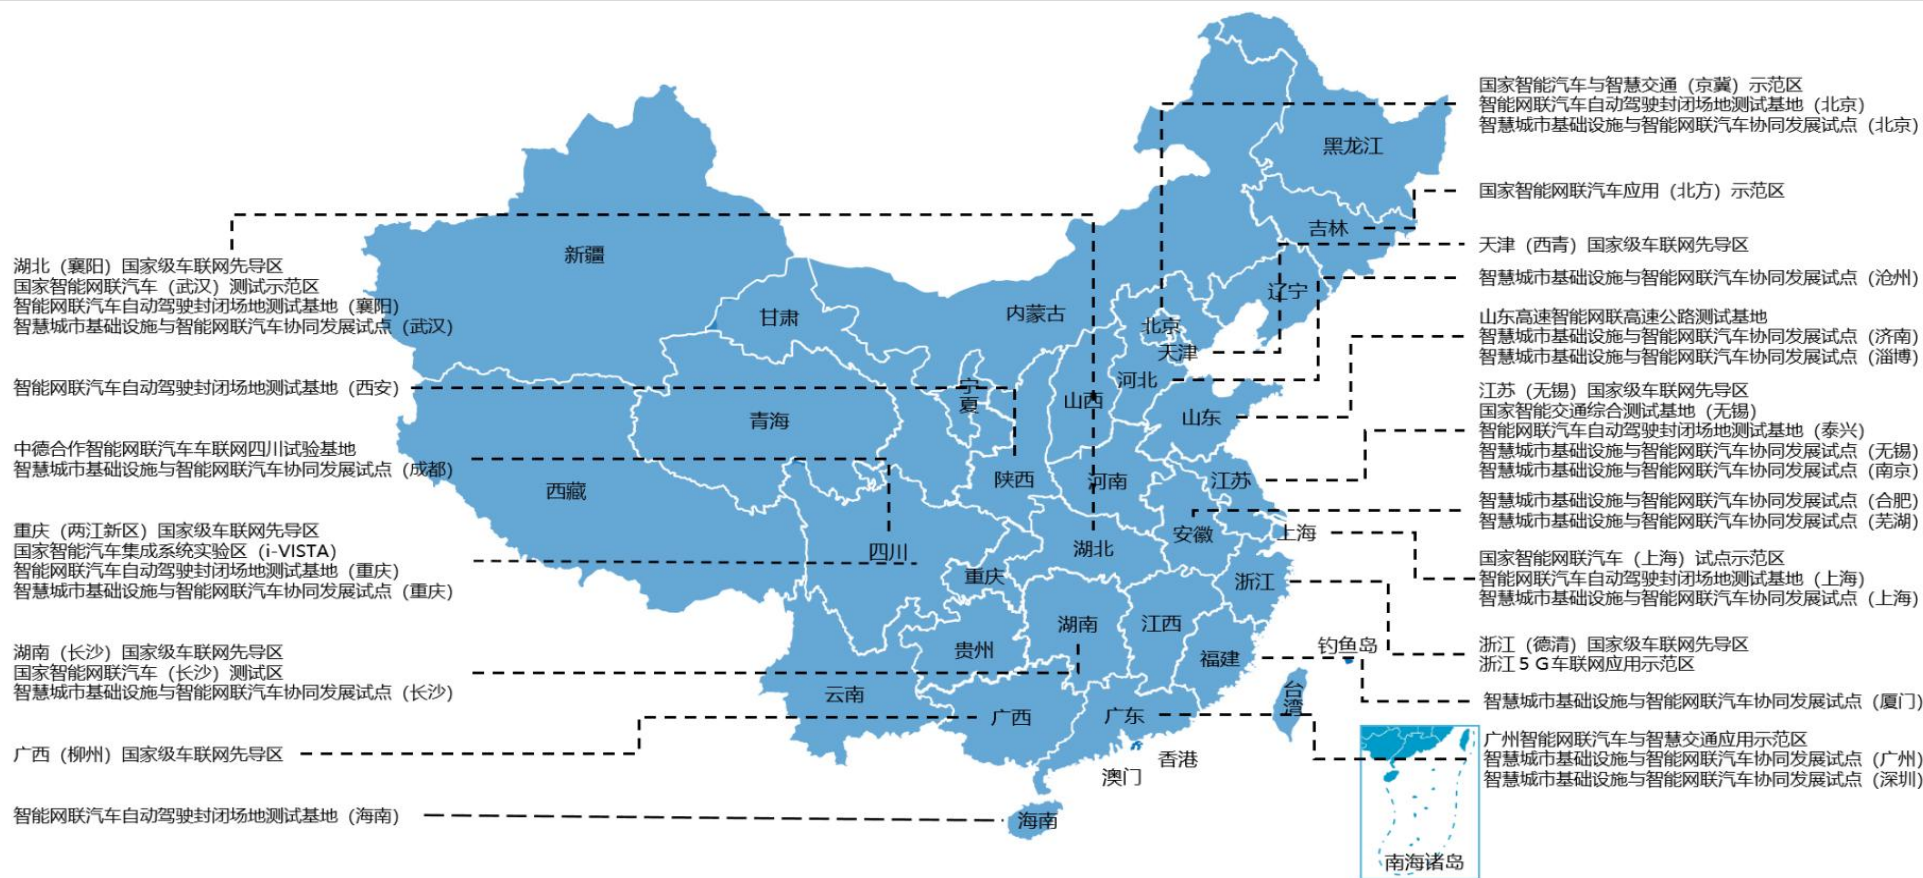 湖北（襄阳）国家级车联网先导区
国家智能网联汽车（武汉）测试示范区
智能网联汽车自动驾驶封闭场地测试基地（襄阳）
智慧城市基础设施与智能网联汽车协同发展试点（武汉）
智能网联汽车自动驾驶封闭场地测试基地（西安）
中德合作智能网联汽车车联网四川试验基地
智慧城市基础设施与智能网联汽车协同发展试点（成都）
重庆（两江新区）国家级车联网先导区
国家智能汽车集成系统实验区（i-VISTA）
智能网联汽车自动驾驶封闭场地测试基地（重庆）
智慧城市基础设施与智能网联汽车协同发展试点（重庆）
湖南（长沙）国家级车联网先导区
国家智能网联汽车（长沙）测试区
智慧城市基础设施与智能网联汽车协同发展试点（长沙）
广西（柳州）国家级车联网先导区
智能网联汽车自动驾驶封闭场地测试基地（海南）
黑龙江
吉林
新疆
辽宁
甘肃
内蒙古
北京
天津
河北
宁夏
山西
山东
青海
陕西
河南
江苏
西藏
安徽
上海
四川
湖北
重庆
浙江
湖南
江西
贵州
福建
钓鱼岛
云南
台湾
广西
广东
香港
澳门
海南
南海诸岛
国家智能汽车与智慧交通（京冀）示范区
智能网联汽车自动驾驶封闭场地测试基地（北京）
智慧城市基础设施与智能网联汽车协同发展试点（北京）
国家智能网联汽车应用（北方）示范区
天津（西青）国家级车联网先导区
智慧城市基础设施与智能网联汽车协同发展试点（沧州）
山东高速智能网联高速公路测试基地
智慧城市基础设施与智能网联汽车协同发展试点（济南）
智慧城市基础设施与智能网联汽车协同发展试点（淄博）
江苏（无锡）国家级车联网先导区
国家智能交通综合测试基地（无锡）
智能网联汽车自动驾驶封闭场地测试基地（泰兴）
智慧城市基础设施与智能网联汽车协同发展试点（无锡）
智慧城市基础设施与智能网联汽车协同发展试点（南京）
智慧城市基础设施与智能网联汽车协同发展试点（合肥）
智慧城市基础设施与智能网联汽车协同发展试点（芜湖）
国家智能网联汽车（上海）试点示范区
智能网联汽车自动驾驶封闭场地测试基地（上海）
智慧城市基础设施与智能网联汽车协同发展试点（上海）
浙江（德清）国家级车联网先导区
浙江5G车联网应用示范区
智慧城市基础设施与智能网联汽车协同发展试点（厦门）
广州智能网联汽车与智慧交通应用示范区
智慧城市基础设施与智能网联汽车协同发展试点（广州）
智慧城市基础设施与智能网联汽车协同发展试点（深圳）